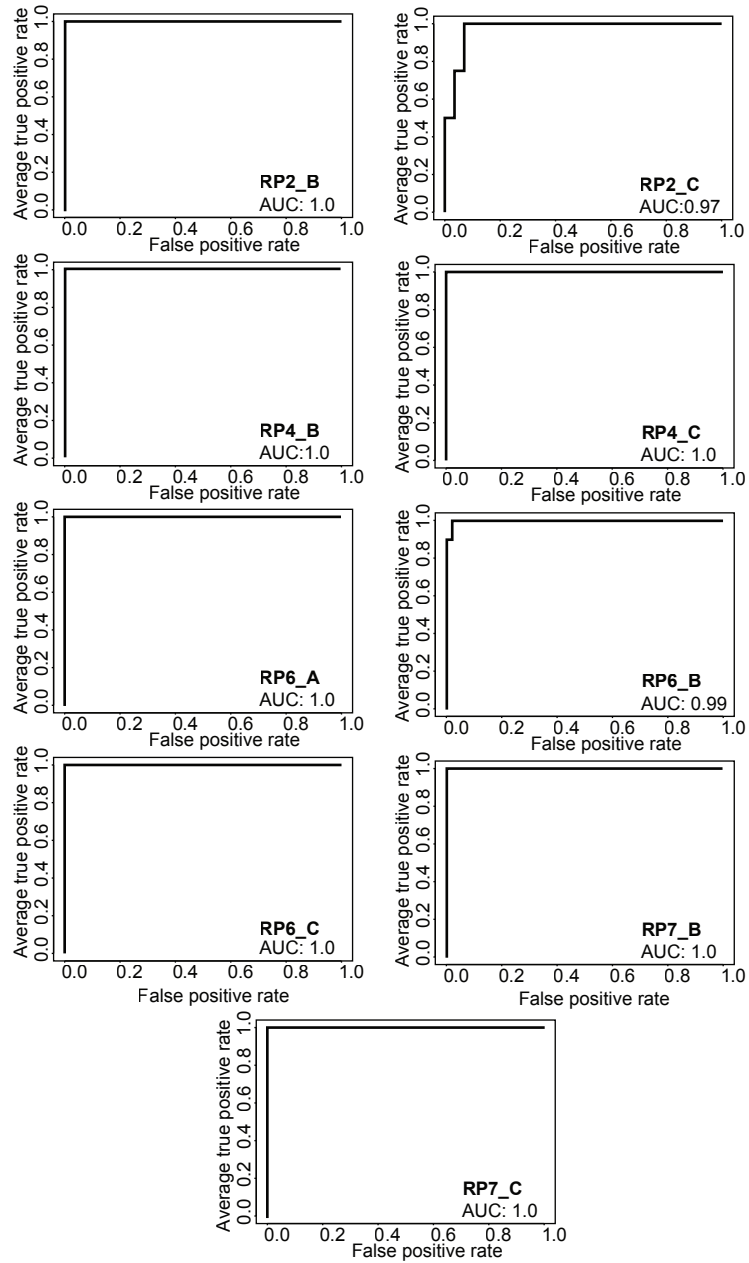 Average true positive rate
0.0 0.2 0.4 0.6 0.8 1.0
RP2_B
AUC: 1.0
0.0 0.2 0.4 0.6 0.8 1.0
False positive rate
Average true positive rate
0.0 0.2 0.4 0.6 0.8 1.0
RP2_C
AUC:0.97
0.0 0.2 0.4 0.6 0.8 1.0
False positive rate
Average true positive rate
0.0 0.2 0.4 0.6 0.8 1.0
RP4_B
AUC:1.0
0.0 0.2 0.4 0.6 0.8 1.0
False positive rate
Average true positive rate
0.0 0.2 0.4 0.6 0.8 1.0
RP4_C
AUC: 1.0
0.0 0.2 0.4 0.6 0.8 1.0
False positive rate
Average true positive rate
0.0 0.2 0.4 0.6 0.8 1.0
RP6_A
AUC: 1.0
0.0 0.2 0.4 0.6 0.8 1.0
False positive rate
Average true positive rate
0.0 0.2 0.4 0.6 0.8 1.0
RP6_B
AUC: 0.99
0.0 0.2 0.4 0.6 0.8 1.0
False positive rate
Average true positive rate
0.0 0.2 0.4 0.6 0.8 1.0
RP6_C
AUC: 1.0
0.0 0.2 0.4 0.6 0.8 1.0
False positive rate
Average true positive rate
0.0 0.2 0.4 0.6 0.8 1.0
RP7_B
AUC: 1.0
0.0 0.2 0.4 0.6 0.8 1.0
False positive rate
Average true positive rate
0.0 0.2 0.4 0.6 0.8 1.0
RP7_C
AUC: 1.0
0.0 0.2 0.4 0.6 0.8 1.0
False positive rate